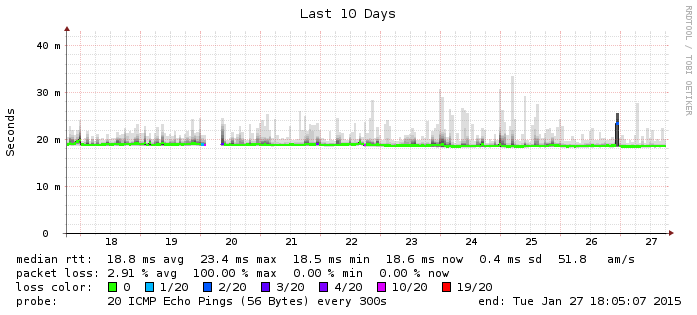 Last 10 Days
RRDTOOL / TOBI OETIKER
Seconds
40 m
30 m
20 m
10 m
0
18 19 20 21 22 23 24 25 26 27
median rtt: 18.8 ms avg 23.4 ms max 18.5 ms min 18.6 ms now 0.4 ms sd 51.8 am/s
packet loss: 2.91 % avg 100.00 % max 0.00 % min 0.00 % now
loss color: 0 1/20 2/20 3/20 4/20 10/20 19/20
probe: 20 ICMP Echo Pings (56 Bytes) every 300s end: Tue Jan 27 18:05:07 2015